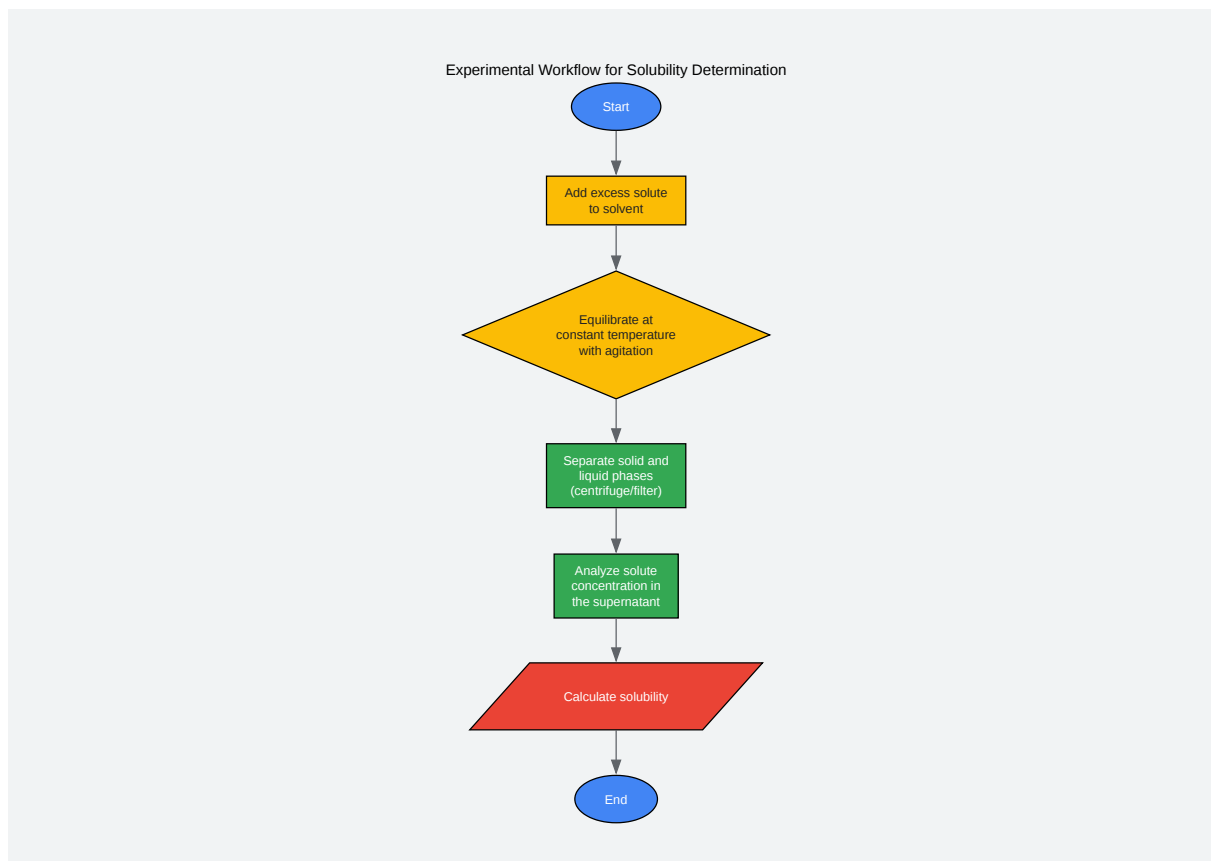 Experimental Workflow for Solubility Determination
Start
Add excess solute
to solvent
Equilibrate at
constant temperature
with agitation
Separate solid and
liquid phases
(centrifuge/filter)
Analyze solute
concentration in
the supernatant
Calculate solubility
End